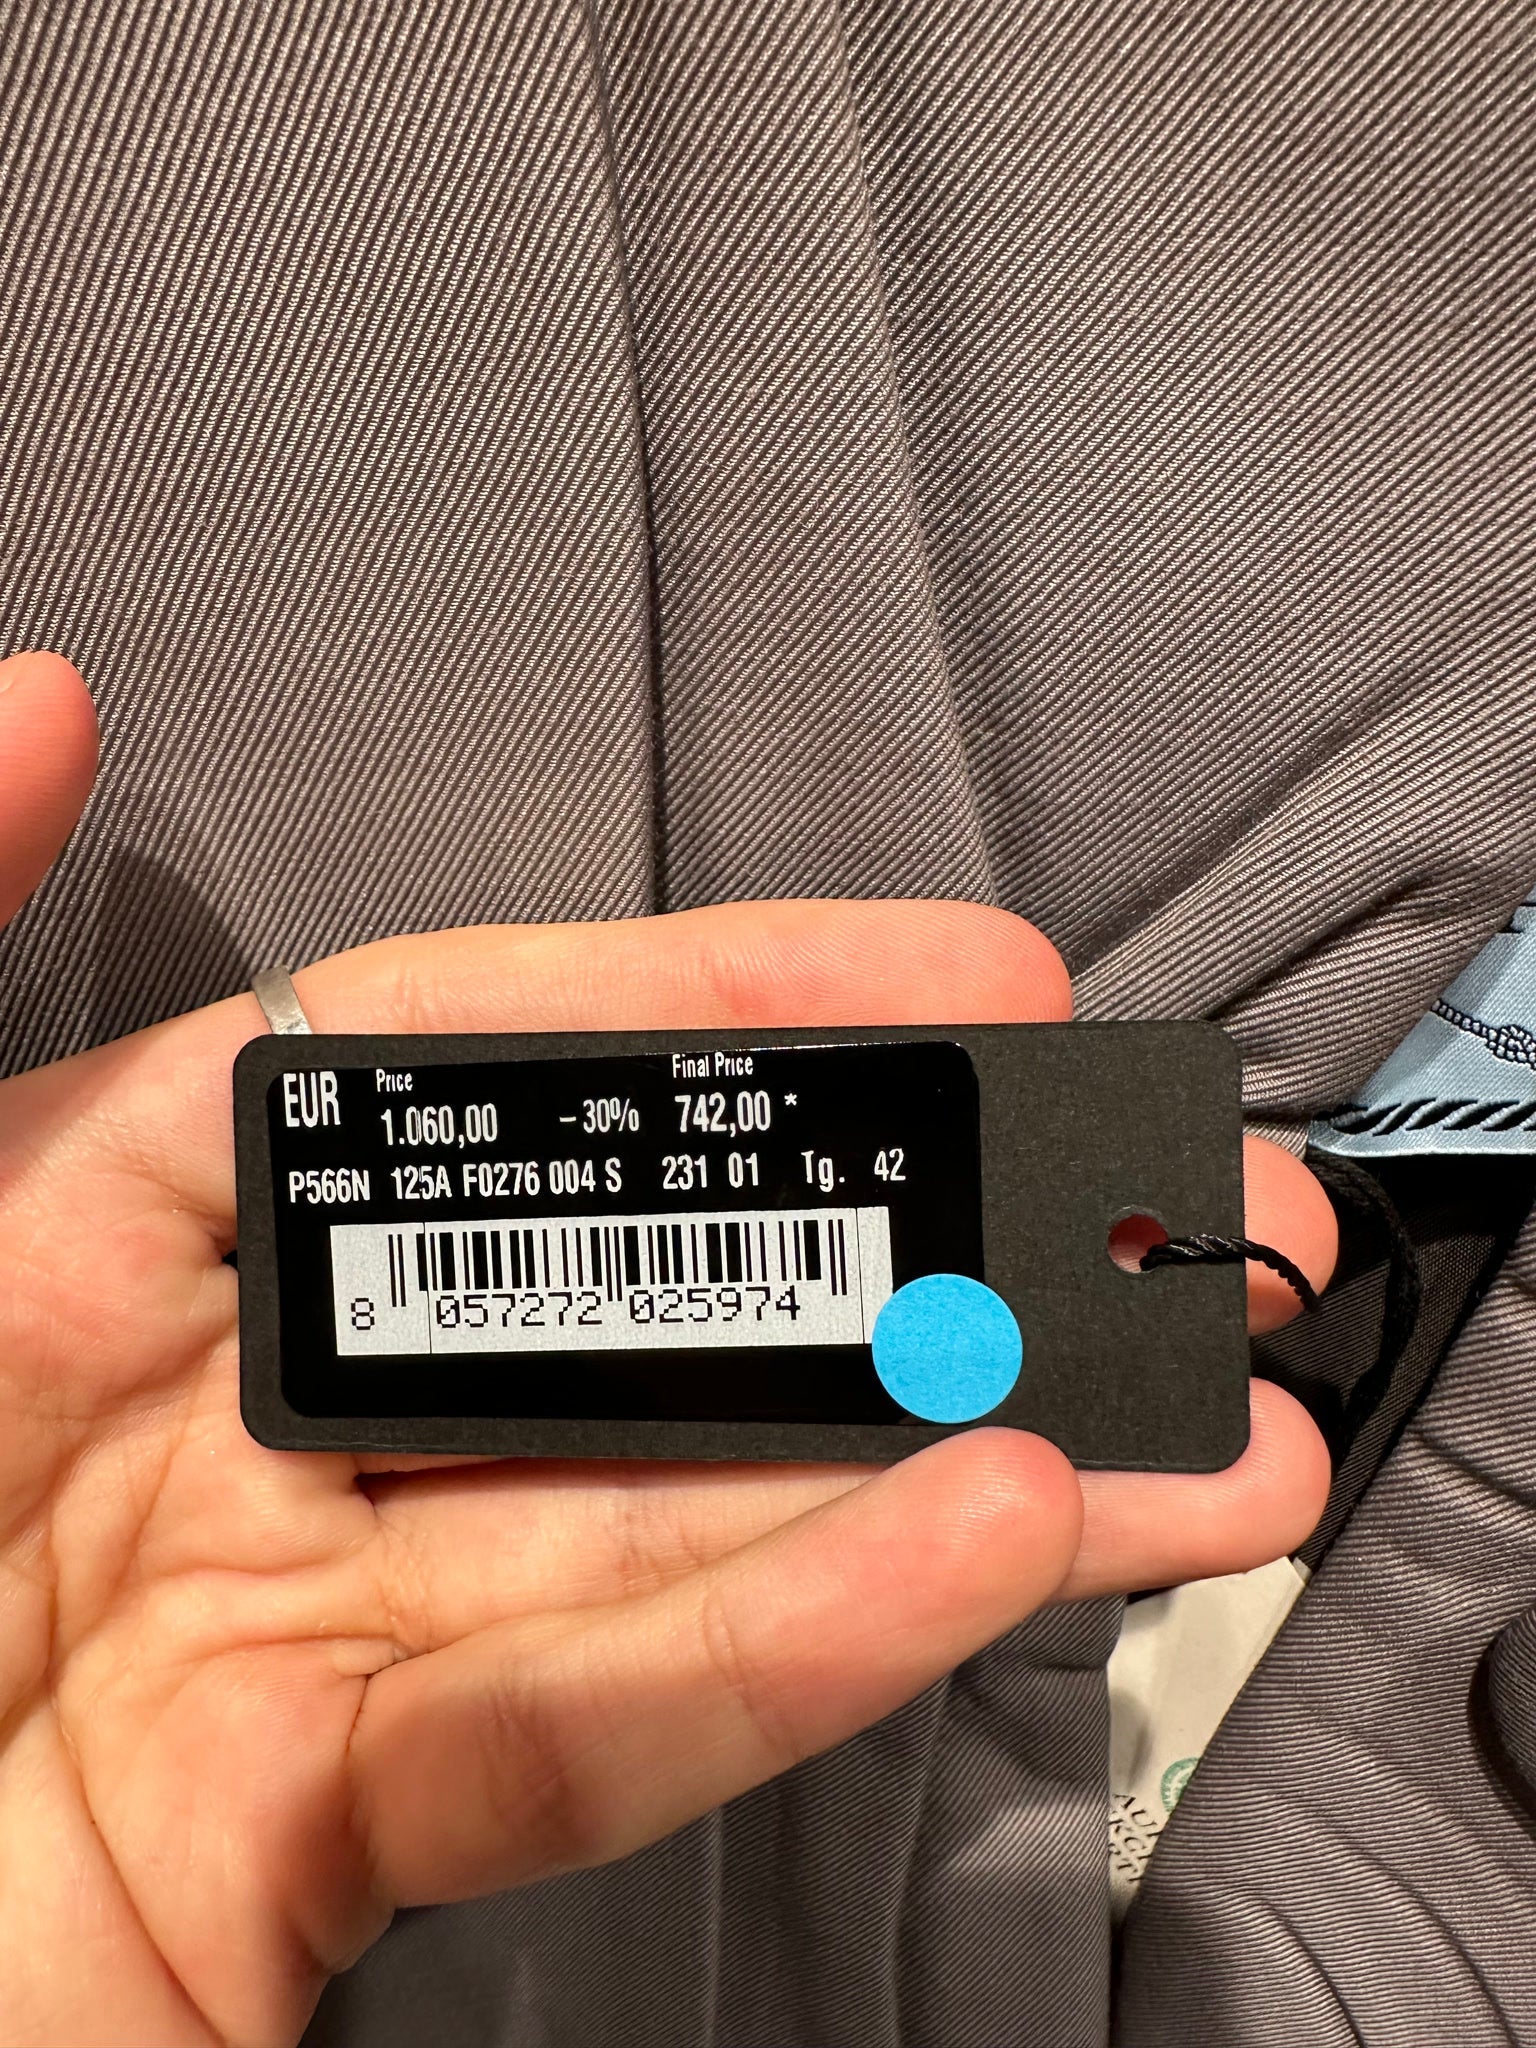 EUR Price Final Price
1.060,00 -30% 742,00 *
P566N 125A F0276 004 S 231 01 Tg. 42
8 057272 025974